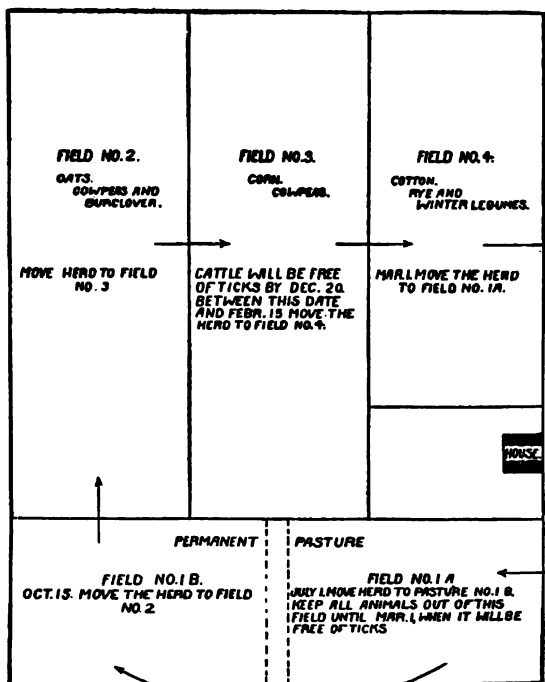 FIELD NO. 2.
OATS.
COWPEAS AND
BURCLOVER.
MOVE HERD TO FIELD
NO. 3
FIELD NO. 3.
CORN.
COWPEAS.
CATTLE WILL BE FREE
OF TICKS BY DEC. 20.
BETWEEN THIS DATE
AND FEBR. 15 MOVE THE
HERD TO FIELD NO. 4.
FIELD NO. 4.
COTTON.
RYE AND
WINTER LEGUMES.
MAR. 1. MOVE THE HERD
TO FIELD NO. 1A.
HOUSE.
PERMANENT PASTURE
FIELD NO. 1 B.
OCT. 15. MOVE THE HERD TO FIELD
NO. 2
FIELD NO. 1 A
JULY 1. MOVE HERD TO PASTURE NO. 1 B.
KEEP ALL ANIMALS OUT OF THIS
FIELD UNTIL MAR. 1, WHEN IT WILL BE
FREE OF TICKS